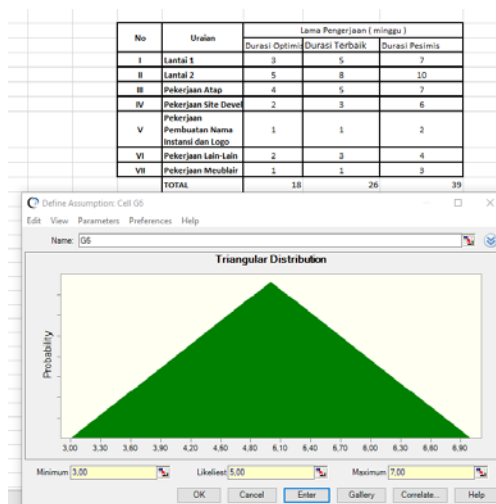 No Uraian Lama Pengerjaan ( minggu )
Durasi Optimis Durasi Terbaik Durasi Pesimis
I Lantai 1 3 5 7
II Lantai 2 5 8 10
III Pekerjaan Atap 4 5 7
IV Pekerjaan Site Devel 2 3 6
V Pekerjaan Pembuatan Nama Instansi dan Logo 1 1 2
VI Pekerjaan Lain-Lain 2 3 4
VII Pekerjaan Meublair 1 1 3
TOTAL 18 26 39
Define Assumption: Cell G6
Edit View Parameters Preferences Help
Name: G6
Triangular Distribution
Probability
3,00 3,30 3,60 3,90 4,20 4,60 4,80 6,10 6,40 6,70 6,00 6,30 6,60 6,90
Minimum 3,00 Likeliest 5,00 Maximum 7,00
OK Cancel Enter Gallery Correlate... Help